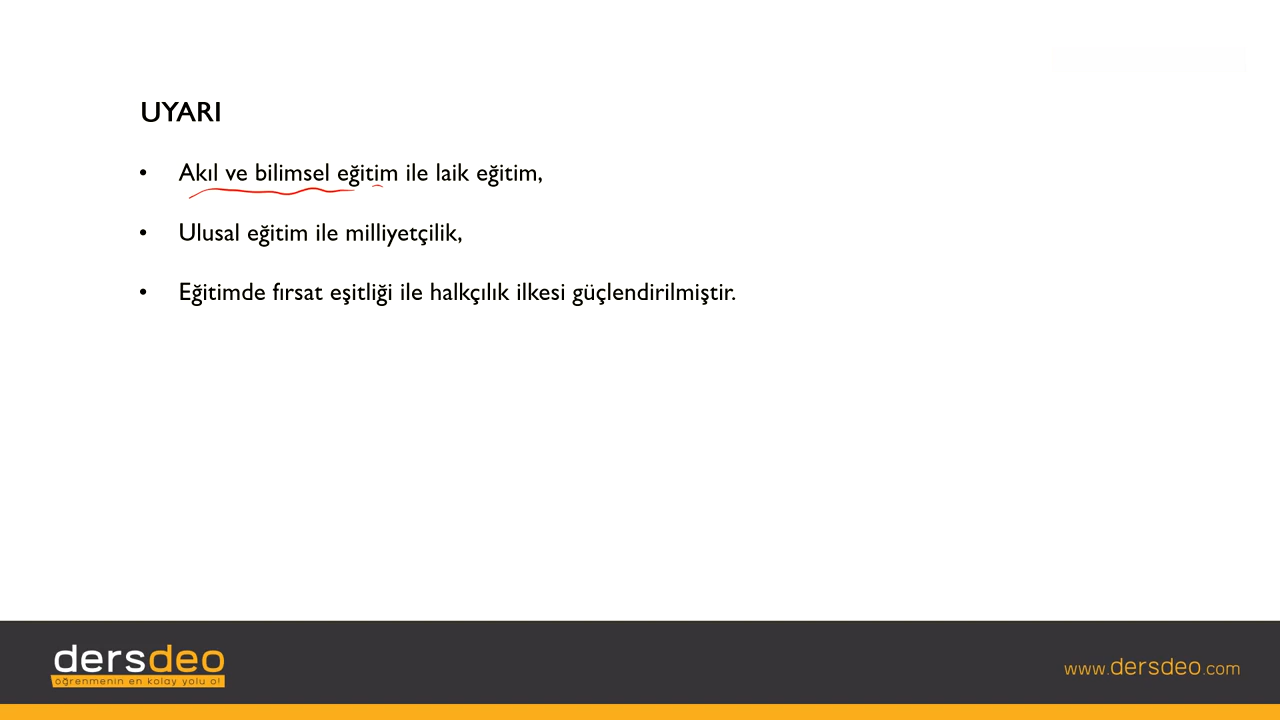 UYARI
• Akıl ve bilimsel eğitim ile laik eğitim,
• Ulusal eğitim ile milliyetçilik,
• Eğitimde fırsat eşitliği ile halkçılık ilkesi güçlendirilmiştir.
dersdeo
öğrenmenin en kolay yolu o!
www.dersdeo.com